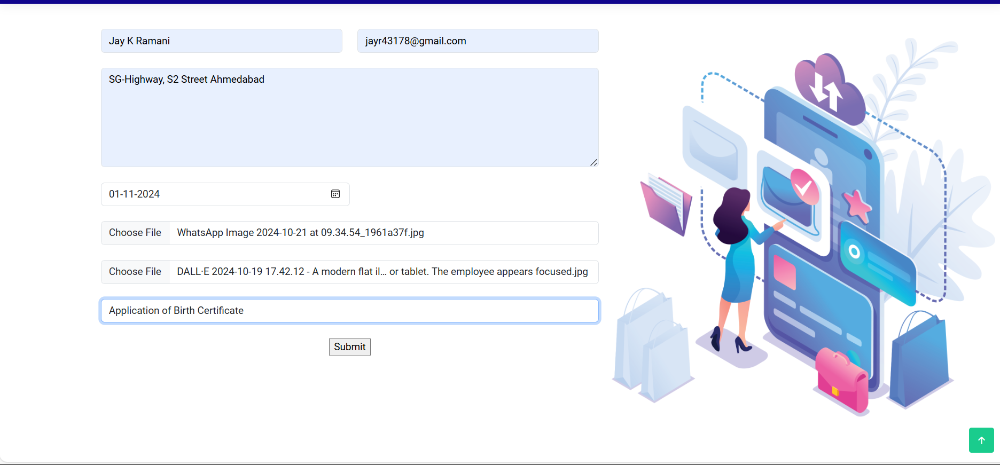 Jay K Ramani
jayr43178@gmail.com
SG-Highway, S2 Street Ahmedabad
01-11-2024
Choose File WhatsApp Image 2024-10-21 at 09.34.54_1961a37f.jpg
Choose File DALL·E 2024-10-19 17.42.12 - A modern flat il... or tablet. The employee appears focused.jpg
Application of Birth Certificate
Submit